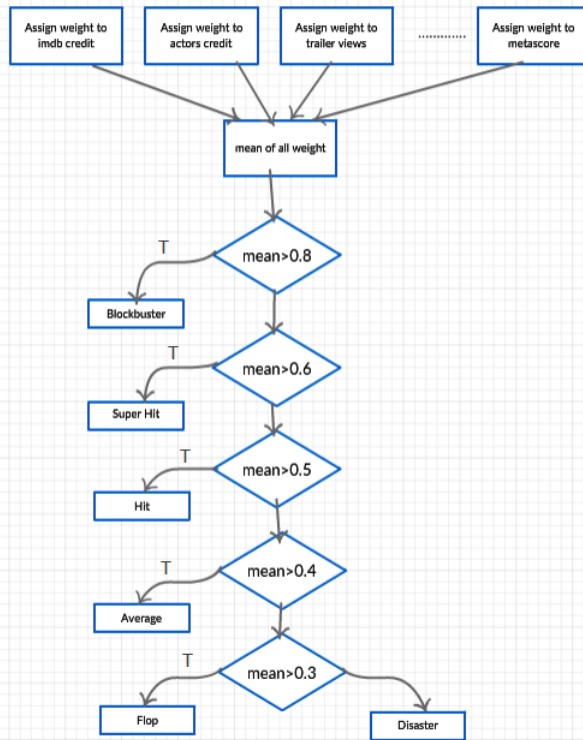 Assign weight to
imdb credit
Assign weight to
actors credit
Assign weight to
trailer views
.............
Assign weight to
metascore
mean of all weight
mean>0.8
T
Blockbuster
mean>0.6
T
Super Hit
mean>0.5
T
Hit
mean>0.4
T
Average
mean>0.3
T
Flop
Disaster